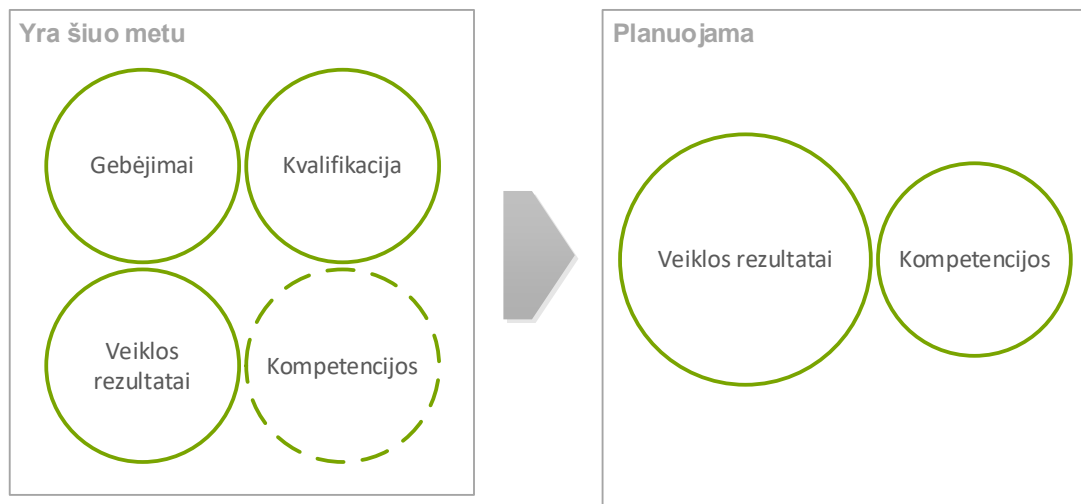 Yra šiuo metu
Gebėjimai
Kvalifikacija
Veiklos
rezultatai
Kompetencijos
Planuojama
Veiklos rezultatai
Kompetencijos